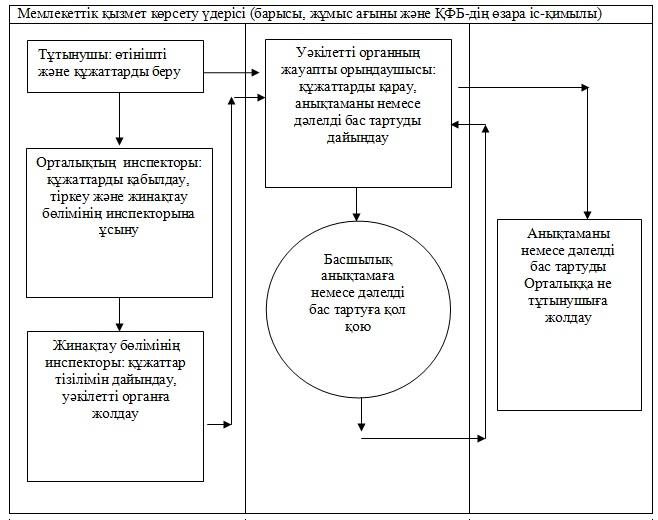 Мемлекеттік қызмет көрсету үдерісі (барысы, жұмыс ағыны және ҚФБ-дің өзара іс-қимылы)
Тұтынушы: өтінішті
және құжаттарды беру
Орталықтың инспекторы:
құжаттарды қабылдау,
тіркеу және жинақтау
бөлімінің инспекторына
ұсыну
Жинақтау бөлімінің
инспекторы: құжаттар
тізілімін дайындау,
уәкілетті органға
жолдау
Уәкілетті органның
жауапты орындаушысы:
құжаттарды қарау,
анықтаманы немесе
дәлелді бас тартуды
дайындау
Басшылық
анықтамаға
немесе дәлелді
бас тартуға қол
қою
Анықтаманы
немесе дәлелді
бас тартуды
Орталыққа не
тұтынушыға
жолдау